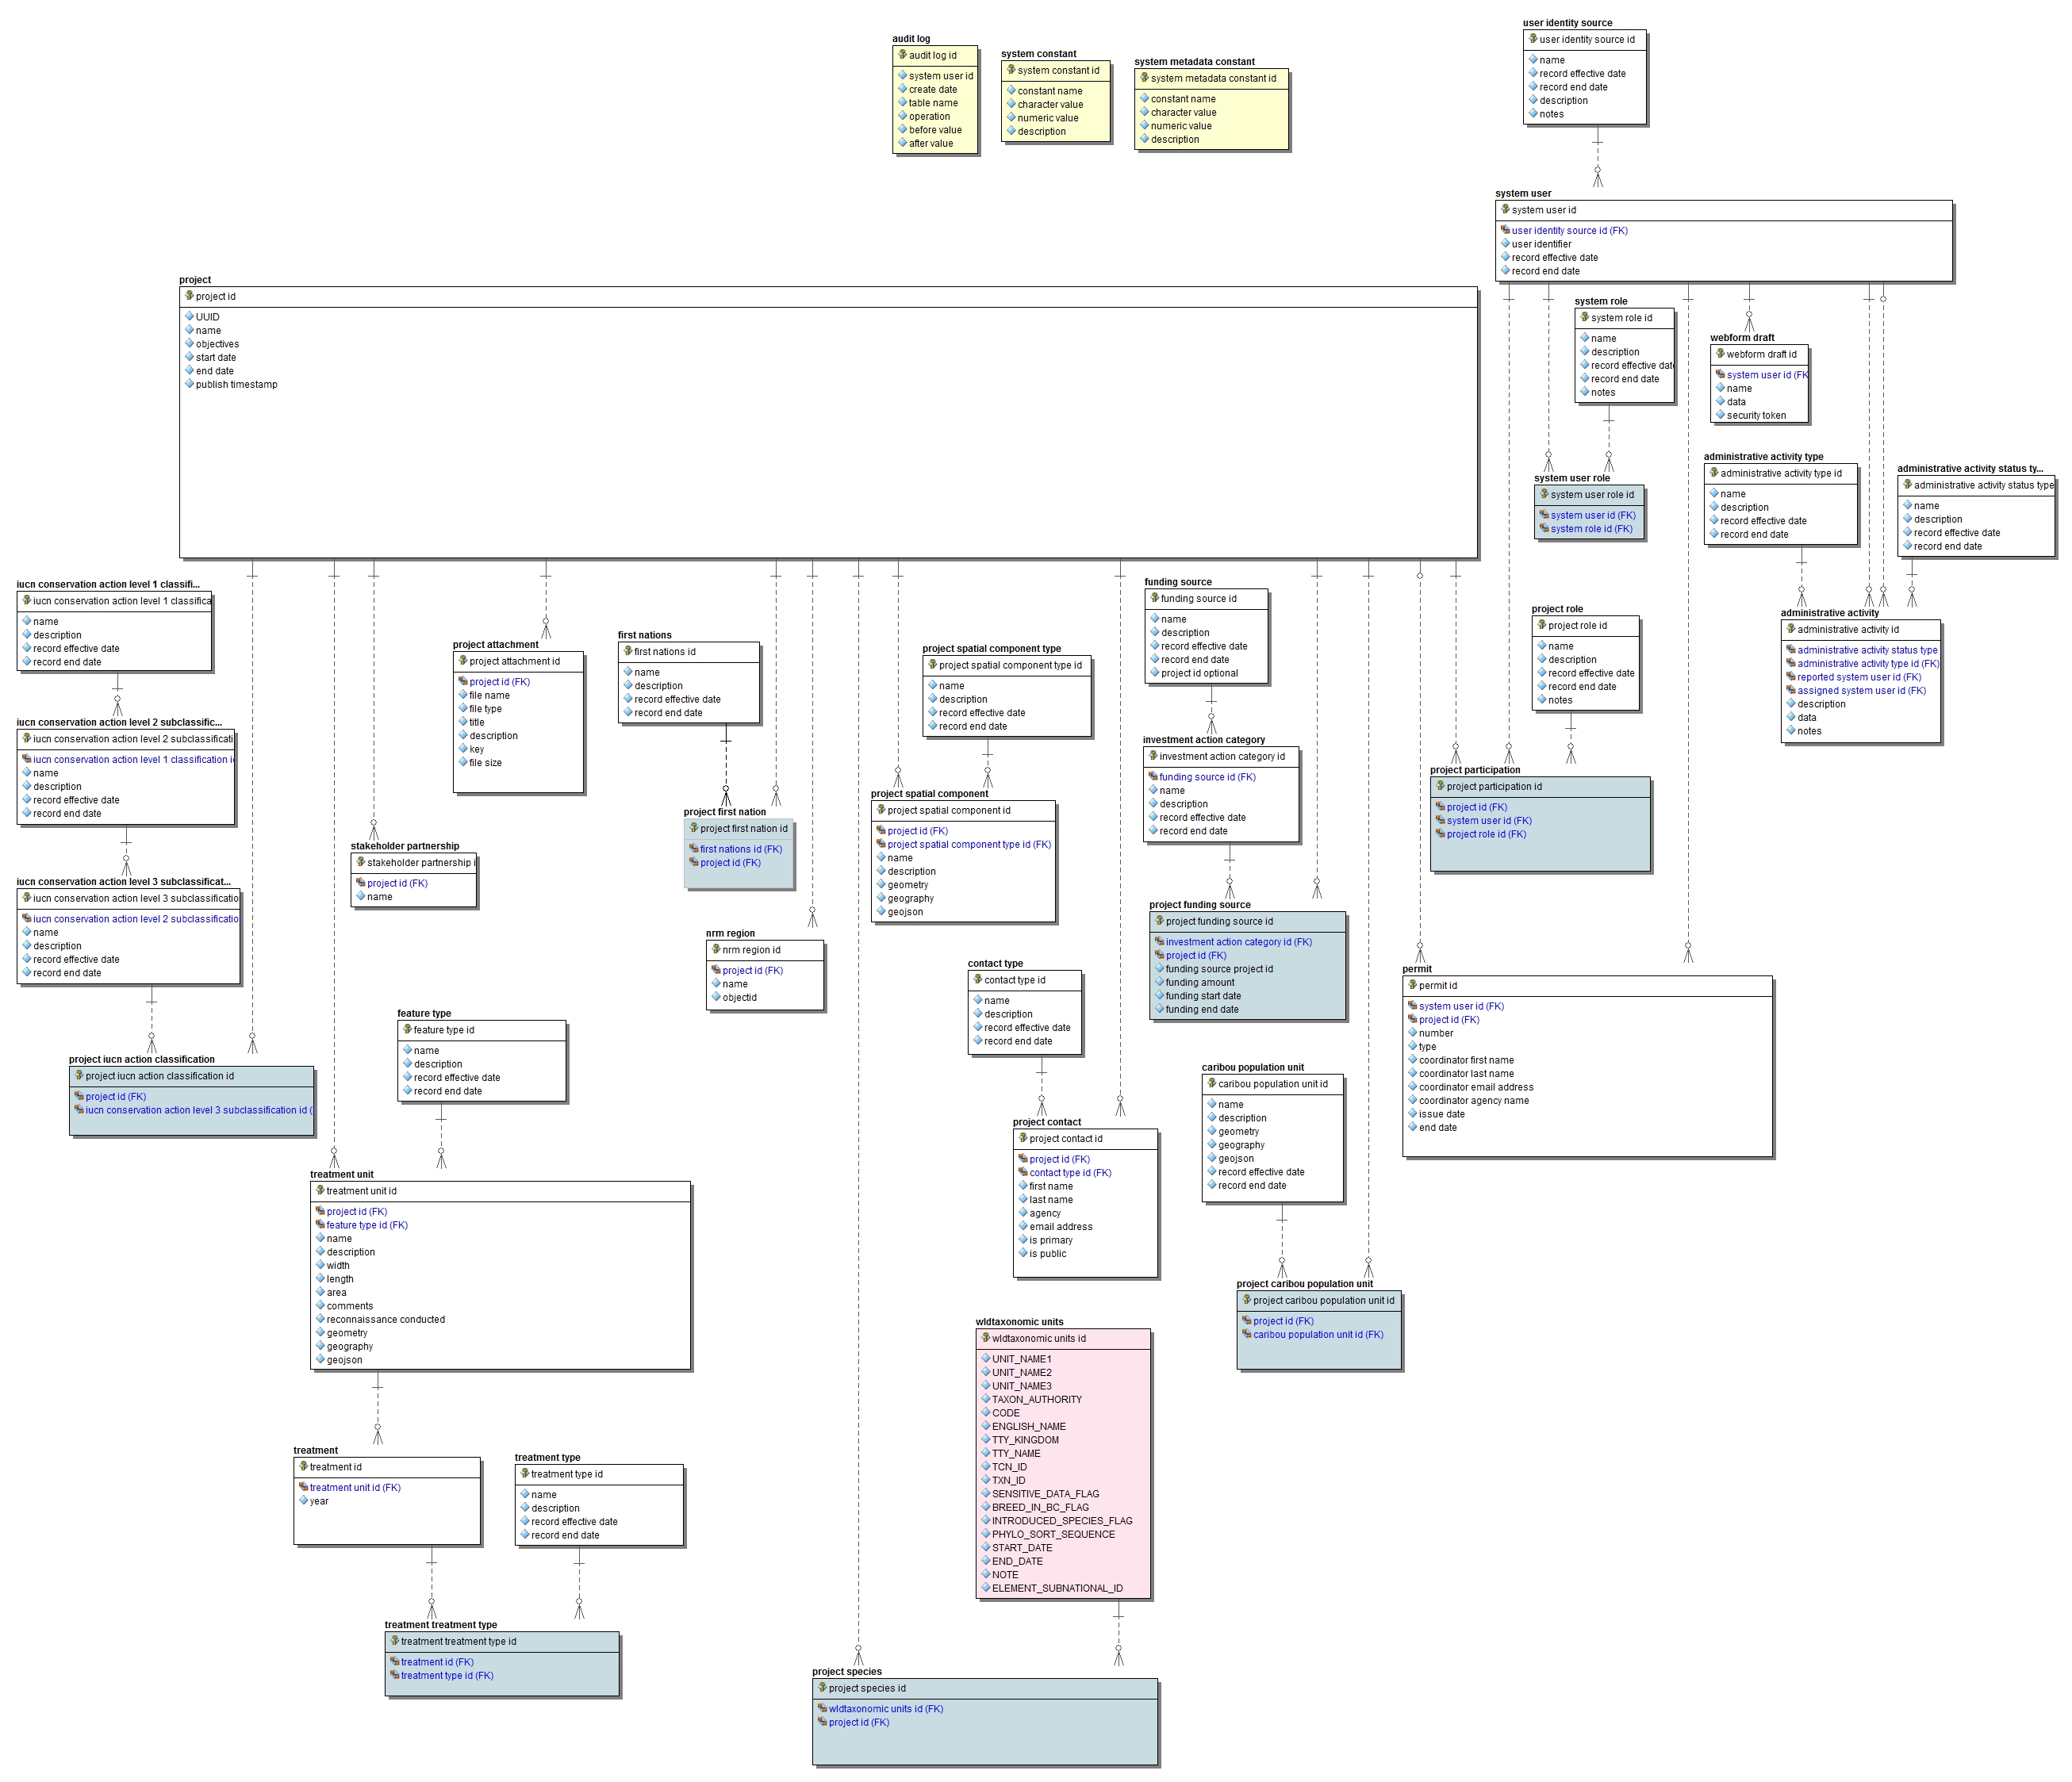 user identity source
user identity source id
name
record effective date
record end date
description
notes
audit log
audit log id
system user id
create date
table name
operation
before value
after value
system constant
system constant id
constant name
character value
numeric value
description
system metadata constant
system metadata constant id
constant name
character value
numeric value
description
system user
system user id
user identity source id (FK)
user identifier
record effective date
record end date
project
project id
UUID
name
objectives
start date
end date
publish timestamp
system role
system role id
name
description
record effective date
record end date
notes
webform draft
webform draft id
system user id (FK
name
data
security token
system user role
system user role id
system user id (FK)
system role id (FK)
administrative activity type
administrative activity type id
name
description
record effective date
record end date
administrative activity status ty...
administrative activity status type
name
description
record effective date
record end date
administrative activity
administrative activity id
administrative activity status type
administrative activity type id (FK)
reported system user id (FK)
assigned system user id (FK)
description
data
notes
iucn conservation action level 1 classifi...
iucn conservation action level 1 classifica
name
description
record effective date
record end date
iucn conservation action level 2 subclassific...
iucn conservation action level 2 subclassificati
iucn conservation action level 1 classification i
name
description
record effective date
record end date
iucn conservation action level 3 subclassificat...
iucn conservation action level 3 subclassificatio
iucn conservation action level 2 subclassificatio
name
description
record effective date
record end date
project iucn action classification
project iucn action classification id
project id (FK)
iucn conservation action level 3 subclassification id (
stakeholder partnership
stakeholder partnership i
project id (FK)
name
project attachment
project attachment id
project id (FK)
file name
file type
title
description
key
file size
first nations
first nations id
name
description
record effective date
record end date
project first nation
project first nation id
first nations id (FK)
project id (FK)
nrm region
nrm region id
project id (FK)
name
objectid
project spatial component type
project spatial component type id
name
description
record effective date
record end date
project spatial component
project spatial component id
project id (FK)
project spatial component type id (FK)
name
description
geometry
geography
geojson
funding source
funding source id
name
description
record effective date
record end date
project id optional
investment action category
investment action category id
funding source id (FK)
name
description
record effective date
record end date
project funding source
project funding source id
investment action category id (FK)
project id (FK)
funding source project id
funding amount
funding start date
funding end date
project role
project role id
name
description
record effective date
record end date
notes
project participation
project participation id
project id (FK)
system user id (FK)
project role id (FK)
permit
permit id
system user id (FK)
project id (FK)
number
type
coordinator first name
coordinator last name
coordinator email address
coordinator agency name
issue date
end date
contact type
contact type id
name
description
record effective date
record end date
project contact
project contact id
project id (FK)
contact type id (FK)
first name
last name
agency
email address
is primary
is public
caribou population unit
caribou population unit id
name
description
geometry
geography
geojson
record effective date
record end date
project caribou population unit
project caribou population unit id
project id (FK)
caribou population unit id (FK)
feature type
feature type id
name
description
record effective date
record end date
treatment unit
treatment unit id
project id (FK)
feature type id (FK)
name
description
width
length
area
comments
reconnaissance conducted
geometry
geography
geojson
treatment
treatment id
treatment unit id (FK)
year
treatment type
treatment type id
name
description
record effective date
record end date
treatment treatment type
treatment treatment type id
treatment id (FK)
treatment type id (FK)
wldtaxonomic units
wldtaxonomic units id
UNIT_NAME1
UNIT_NAME2
UNIT_NAME3
TAXON_AUTHORITY
CODE
ENGLISH_NAME
TTY_KINGDOM
TTY_NAME
TCN_ID
TXN_ID
SENSITIVE_DATA_FLAG
BREED_IN_BC_FLAG
INTRODUCED_SPECIES_FLAG
PHYLO_SORT_SEQUENCE
START_DATE
END_DATE
NOTE
ELEMENT_SUBNATIONAL_ID
project species
project species id
wldtaxonomic units id (FK)
project id (FK)